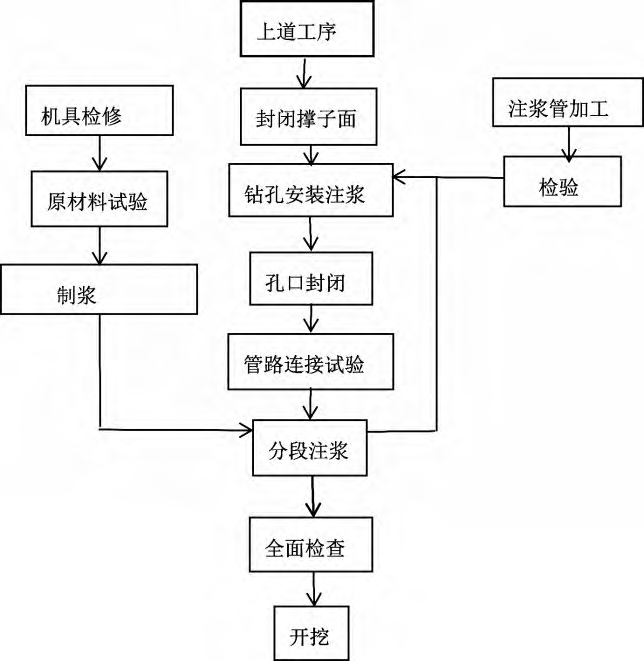 上道工序
机具检修
封闭撑子面
注浆管加工
原材料试验
钻孔安装注浆
检验
制浆
孔口封闭
管路连接试验
分段注浆
全面检查
开挖